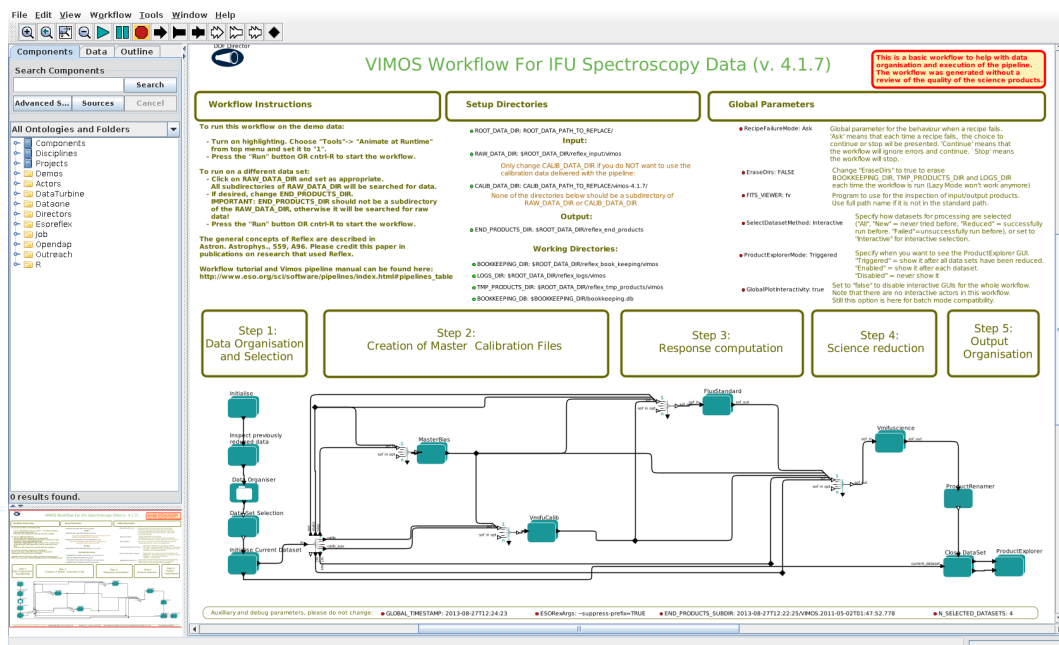 File Edit View Workflow Tools Window Help
Components Data Outline
Search Components
Search
Advanced S... Sources Cancel
All Ontologies and Folders
Components
Disciplines
Projects
Demos
Actors
DataTurbine
Dataone
Directors
Esoreflex
Job
Opendap
Outreach
R
0 results found.
DDF Director
VIMOS Workflow For IFU Spectroscopy Data (v. 4.1.7)
This is a basic workflow to help with data
organisation and execution of the pipeline.
The workflow was generated without a
review of the quality of the science products.
Workflow Instructions
To run this workflow on the demo data:
- Turn on highlighting. Choose "Tools"-> "Animate at Runtime"
from top menu and set it to "1".
- Press the "Run" button OR cntrl-R to start the workflow.
To run on a different data set:
- Click on RAW_DATA_DIR and set as appropriate.
All subdirectories of RAW_DATA_DIR will be searched for data.
- If desired, change END_PRODUCTS_DIR.
IMPORTANT: END_PRODUCTS_DIR should not be a subdirectory
of the RAW_DATA_DIR, otherwise it will be searched for raw
data!
- Press the "Run" button OR cntrl-R to start the workflow.
The general concepts of Reflex are described in
Astron. Astrophys., 559, A96. Please credit this paper in
publications on research that used Reflex.
Workflow tutorial and Vimos pipeline manual can be found here:
http://www.eso.org/sci/software/pipelines/index.html#pipelines_table
Setup Directories
ROOT_DATA_DIR: ROOT_DATA_PATH_TO_REPLACE/
Input:
RAW_DATA_DIR: $ROOT_DATA_DIR/reflex_input/vimos
Only change CALIB_DATA_DIR if you do NOT want to use the
calibration data delivered with the pipeline:
CALIB_DATA_DIR: CALIB_DATA_PATH_TO_REPLACE/vimos-4.1.7/
None of the directories below should be a subdirectory of
RAW_DATA_DIR or CALIB_DATA_DIR
Output:
END_PRODUCTS_DIR: $ROOT_DATA_DIR/reflex_end_products
Working Directories:
BOOKKEEPING_DIR: $ROOT_DATA_DIR/reflex_book_keeping/vimos
LOGS_DIR: $ROOT_DATA_DIR/reflex_logs/vimos
TMP_PRODUCTS_DIR: $ROOT_DATA_DIR/reflex_tmp_products/vimos
BOOKKEEPING_DB: $BOOKKEEPING_DIR/bookkeeping.db
Global Parameters
RecipeFailureMode: Ask
Global parameter for the behaviour when a recipe fails.
'Ask' means that each time a recipe fails, the choice to
continue or stop wil be presented. 'Continue' means that
the workflow will ignore errors and continue. `Stop' means
the workflow will stop.
EraseDirs: FALSE
Change "EraseDirs" to true to erase
BOOKKEEPING_DIR, TMP_PRODUCTS_DIR and LOGS_DIR
each time the workflow is run (Lazy Mode won't work anymore)
FITS_VIEWER: fv
Program to use for the inspection of input/output products.
Use full path name if it is not in the standard path.
SelectDatasetMethod: Interactive
Specify how datasets for processing are selected
("All", "New" = never tried before, "Reduced" = successfully
run before. "Failed"=unsuccessfully run before), or set to
"Interactive" for interactive selection.
ProductExplorerMode: Triggered
Specify when you want to see the ProductExplorer GUI.
"Triggered" = show it after all data sets have been reduced.
"Enabled" = show it after each dataset.
"Disabled" = never show it
GlobalPlotInteractivity: true
Set to "false" to disable interactive GUIs for the whole workflow.
Note that there are no interactive actors in this workflow.
Still this option is here for batch mode compatibility.
Step 1:
Data Organisation
and Selection
Step 2:
Creation of Master Calibration Files
Step 3:
Response computation
Step 4:
Science reduction
Step 5:
Output
Organisation
Initialise
Inspect previously
reduced data
Data Organiser
DataSet Selection
Initialise Current Dataset
MasterBias
VmifuCalib
FluxStandard
Vmifuscience
ProductRenamer
Close DataSet
ProductExplorer
current_dataset
sof in opt
sof in opt
sof in opt
sof in opt
sof_out
sof_out
Auxilliary and debug parameters, please do not change:
GLOBAL_TIMESTAMP: 2013-08-27T12:24:23
ESORexArgs: --suppress-prefix=TRUE
END_PRODUCTS_SUBDIR: 2013-08-27T12:22:25/VIMOS.2011-05-02T01:47:52.778
N_SELECTED_DATASETS: 4